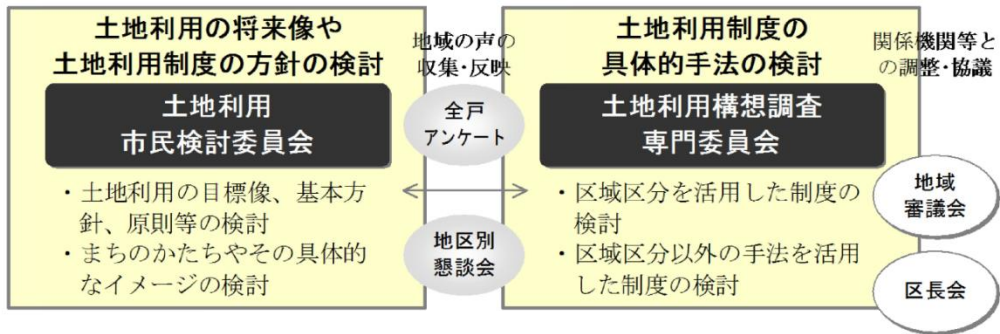 土地利用の将来像や
土地利用制度の方針の検討
土地利用
市民検討委員会
・土地利用の目標像、基本方
針、原則等の検討
・まちのかたちやその具体的
なイメージの検討
地域の声の
収集・反映
全戸
アンケート
地区別
懇談会
土地利用制度の
具体的手法の検討
土地利用構想調査
専門委員会
・区域区分を活用した制度の
検討
・区域区分以外の手法を活用
した制度の検討
関係機関等と
の調整・協議
地域
審議会
区長会